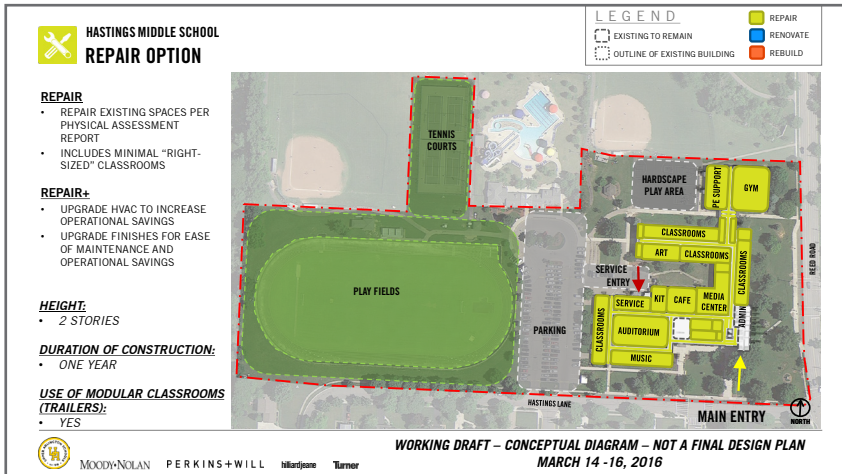 HASTINGS MIDDLE SCHOOL
REPAIR OPTION
LEGEND
EXISTING TO REMAIN
OUTLINE OF EXISTING BUILDING
REPAIR
RENOVATE
REBUILD
REPAIR
• REPAIR EXISTING SPACES PER
PHYSICAL ASSESSMENT
REPORT
• INCLUDES MINIMAL “RIGHT-
SIZED” CLASSROOMS
REPAIR+
• UPGRADE HVAC TO INCREASE
OPERATIONAL SAVINGS
• UPGRADE FINISHES FOR EASE
OF MAINTENANCE AND
OPERATIONAL SAVINGS
HEIGHT:
• 2 STORIES
DURATION OF CONSTRUCTION:
• ONE YEAR
USE OF MODULAR CLASSROOMS
(TRAILERS):
• YES
TENNIS
COURTS
HARDSCAPE
PLAY AREA
PE SUPPORT
GYM
CLASSROOMS
ART
CLASSROOMS
CLASSROOMS
REED ROAD
SERVICE
ENTRY
PLAY FIELDS
PARKING
SERVICE
KIT
CAFE
MEDIA
CENTER
ADMIN
CLASSROOMS
AUDITORIUM
MUSIC
HASTINGS LANE
MAIN ENTRY
NORTH
UA
MOODY•NOLAN
PERKINS+WILL
hilliardjeane
Turner
WORKING DRAFT – CONCEPTUAL DIAGRAM – NOT A FINAL DESIGN PLAN
MARCH 14 -16, 2016